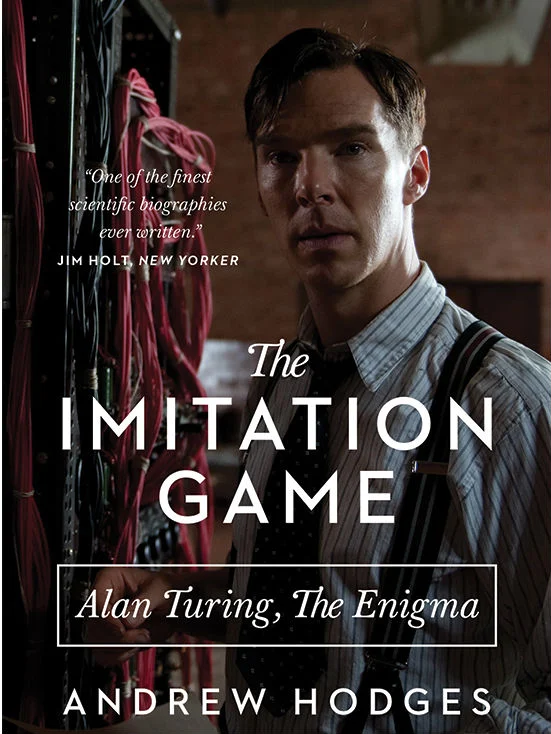 “One of the finest
scientific biographies
ever written.”
JIM HOLT, NEW YORKER
The
IMITATION
GAME
Alan Turing, The Enigma
ANDREW HODGES